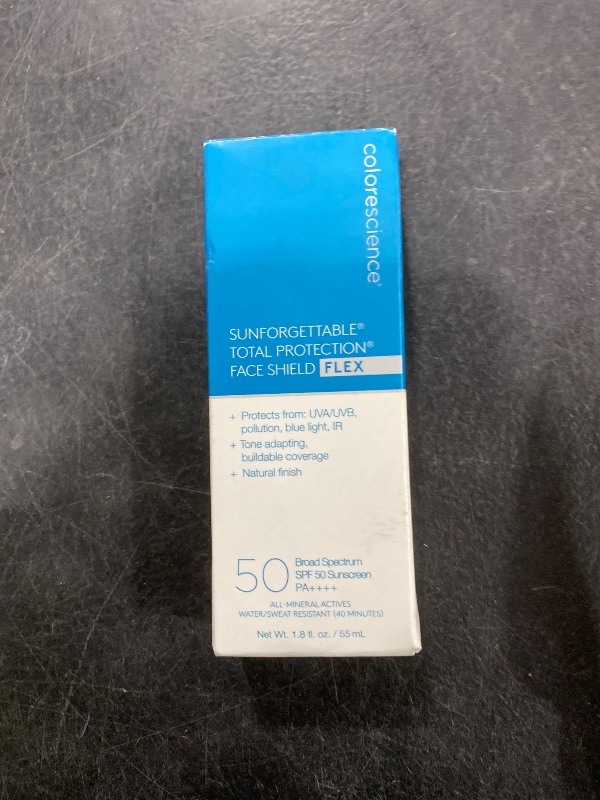 colorescience®
SUNFORGETTABLE®
TOTAL PROTECTION®
FACE SHIELD FLEX
+ Protects from: UVA/UVB,
pollution, blue light, IR
+ Tone adapting,
buildable coverage
+ Natural finish
50
Broad Spectrum
SPF 50 Sunscreen
PA++++
ALL-MINERAL ACTIVES
WATER/SWEAT RESISTANT (40 MINUTES)
Net Wt. 1.8 fl. oz. / 55 mL